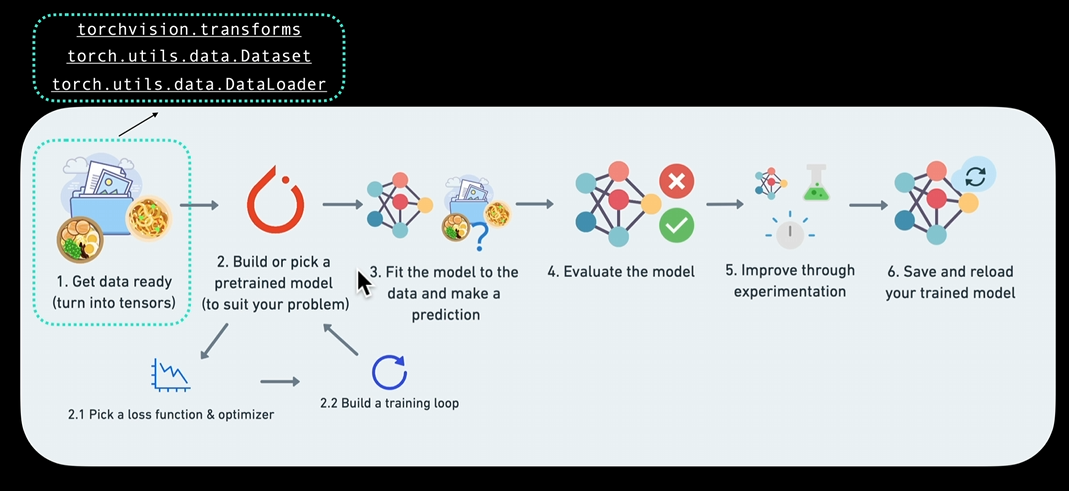 torchvision.transforms
torch.utils.data.Dataset
torch.utils.data.DataLoader
1. Get data ready
(turn into tensors)
2. Build or pick a
pretrained model
(to suit your problem)
3. Fit the model to the
data and make a
prediction
4. Evaluate the model
5. Improve through
experimentation
6. Save and reload
your trained model
2.1 Pick a loss function & optimizer
2.2 Build a training loop